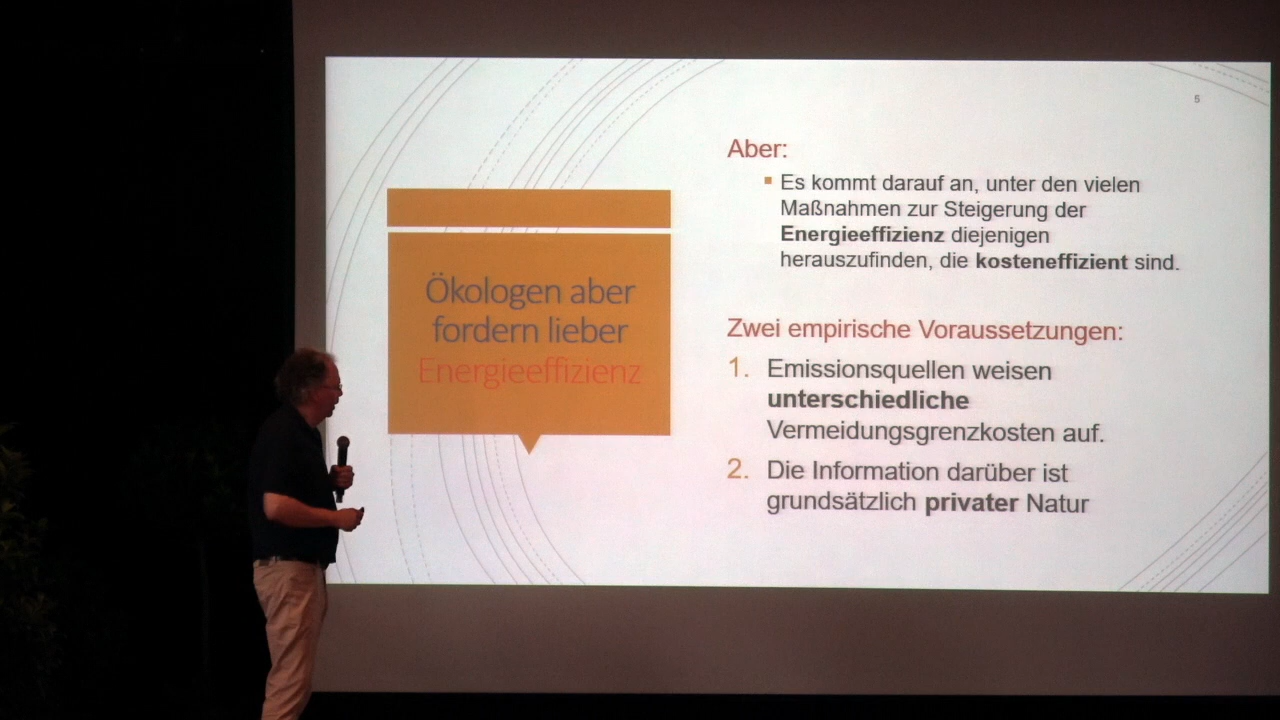 5
Ökologen aber
fordern lieber
Energieeffizienz
Aber:
▪ Es kommt darauf an, unter den vielen
Maßnahmen zur Steigerung der
Energieeffizienz diejenigen
herauszufinden, die kosteneffizient sind.
Zwei empirische Voraussetzungen:
1. Emissionsquellen weisen
unterschiedliche
Vermeidungsgrenzkosten auf.
2. Die Information darüber ist
grundsätzlich privater Natur